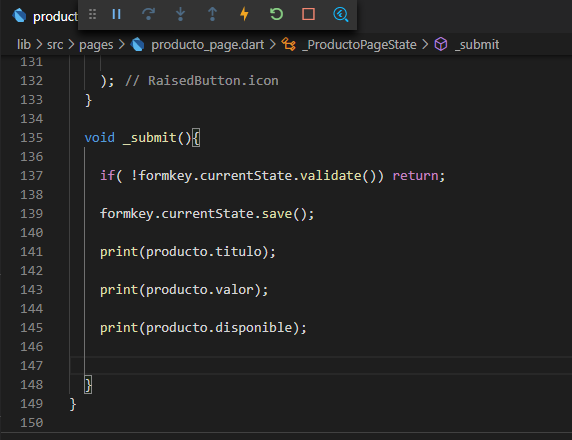 product
lib > src > pages > producto_page.dart > _ProductoPageState > _submit
131
132 ); // RaisedButton.icon
133 }
134
135 void _submit(){
136
137 if( !formkey.currentState.validate()) return;
138
139 formkey.currentState.save();
140
141 print(producto.titulo);
142
143 print(producto.valor);
144
145 print(producto.disponible);
146
147
148 }
149 }
150